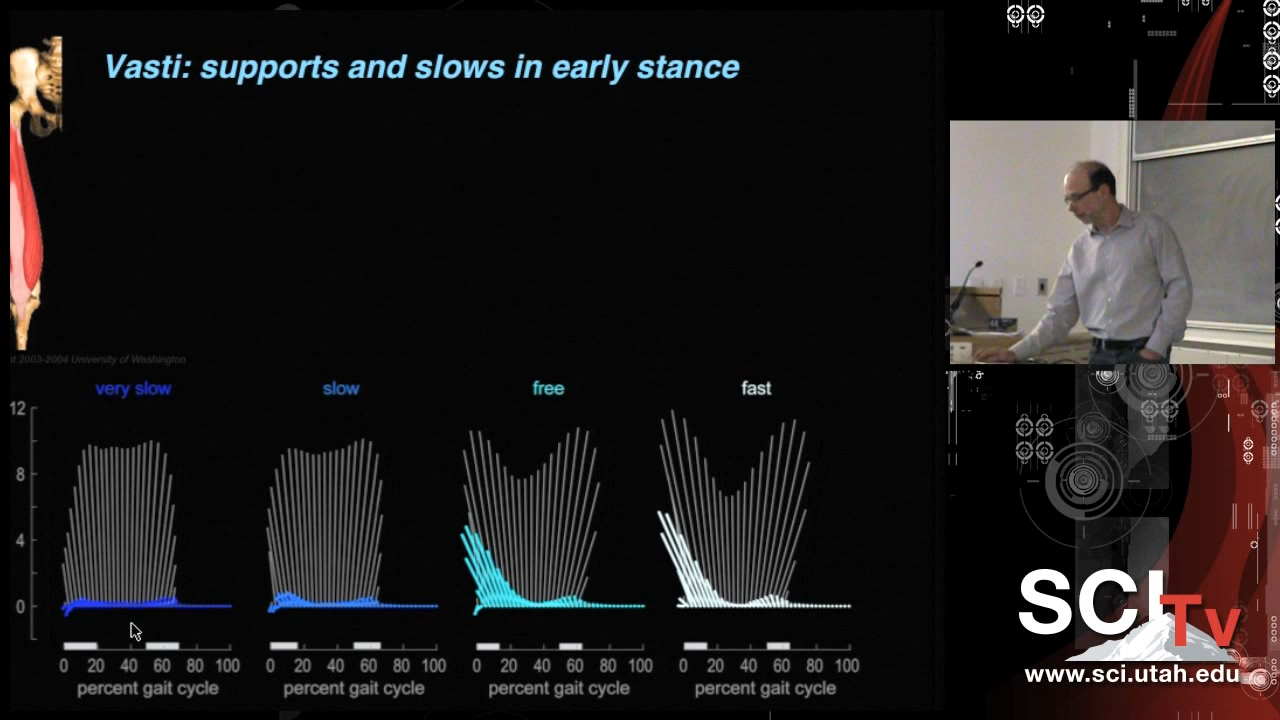 Vasti: supports and slows in early stance
t 2003-2004 University of Washington
very slow slow free fast
12
8
4
0
0 20 40 60 80 100 0 20 40 60 80 100 0 20 40 60 80 100 0 20 40 60 80 100
percent gait cycle percent gait cycle percent gait cycle percent gait cycle
SCI
Tv
www.sci.utah.edu